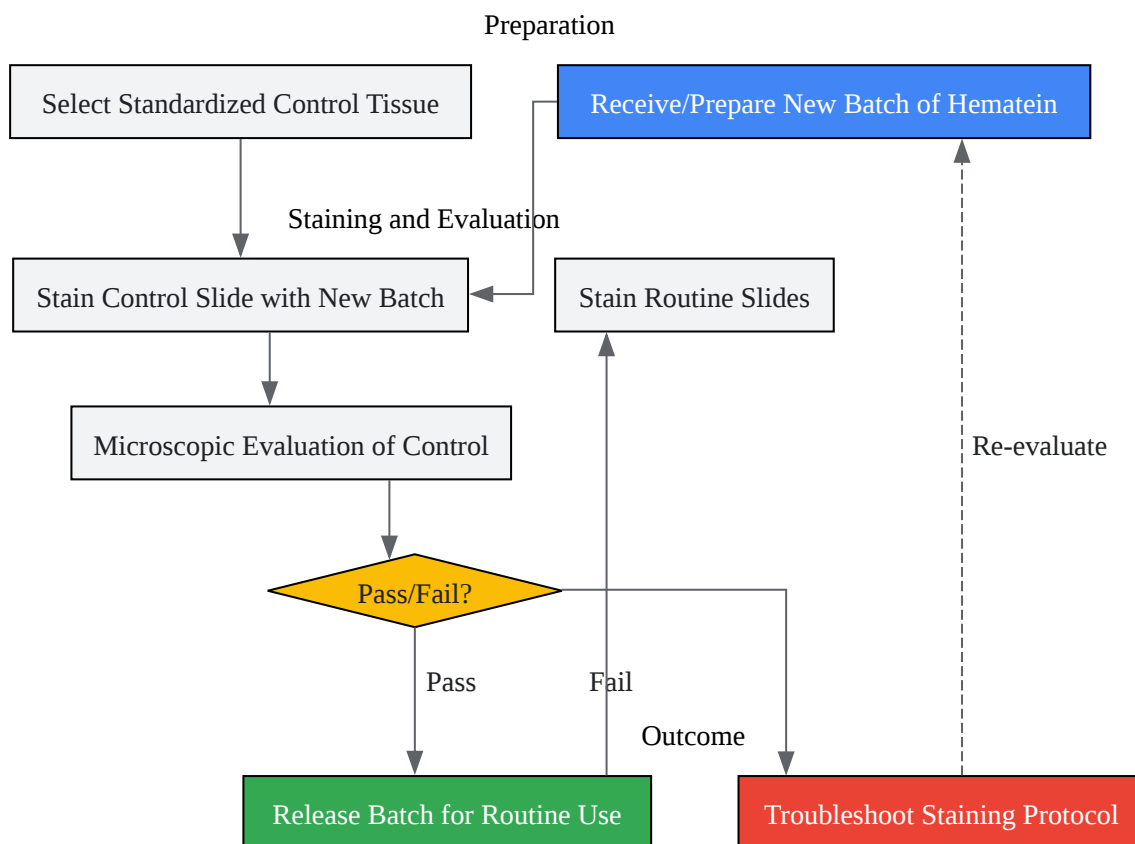 Preparation
Select Standardized Control Tissue
Receive/Prepare New Batch of Hematein
Staining and Evaluation
Stain Control Slide with New Batch
Stain Routine Slides
Microscopic Evaluation of Control
Re-evaluate
Pass/Fail?
Pass
Fail
Outcome
Release Batch for Routine Use
Troubleshoot Staining Protocol